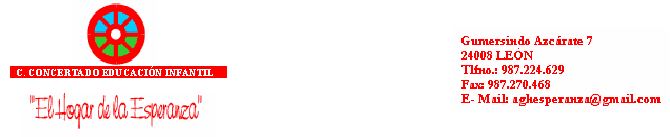 C. CONCERTADO EDUCACIÓN INFANTIL
"El Hogar de la Esperanza"
Gumersindo Azcárate 7
24008 LEÓN
Tlfno.: 987.224.629
Fax: 987.270.468
E- Mail: aghesperanza@gmail.com